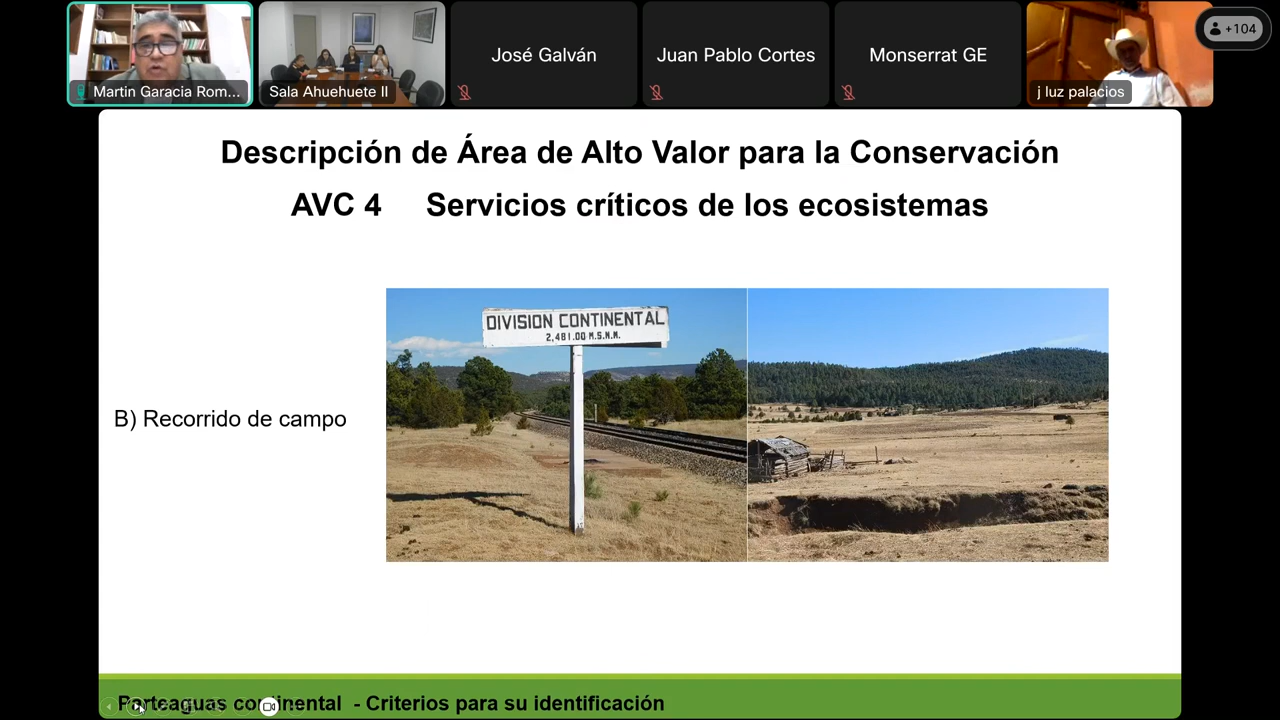 Martin Garacia Rom...
Sala Ahuehuete II
José Galván
Juan Pablo Cortes
Monserrat GE
j luz palacios
+104
Descripción de Área de Alto Valor para la Conservación
AVC 4 Servicios críticos de los ecosistemas
DIVISION CONTINENTAL
2,481.00 M.S.N.M.
B) Recorrido de campo
Parteaguas continental - Criterios para su identificación